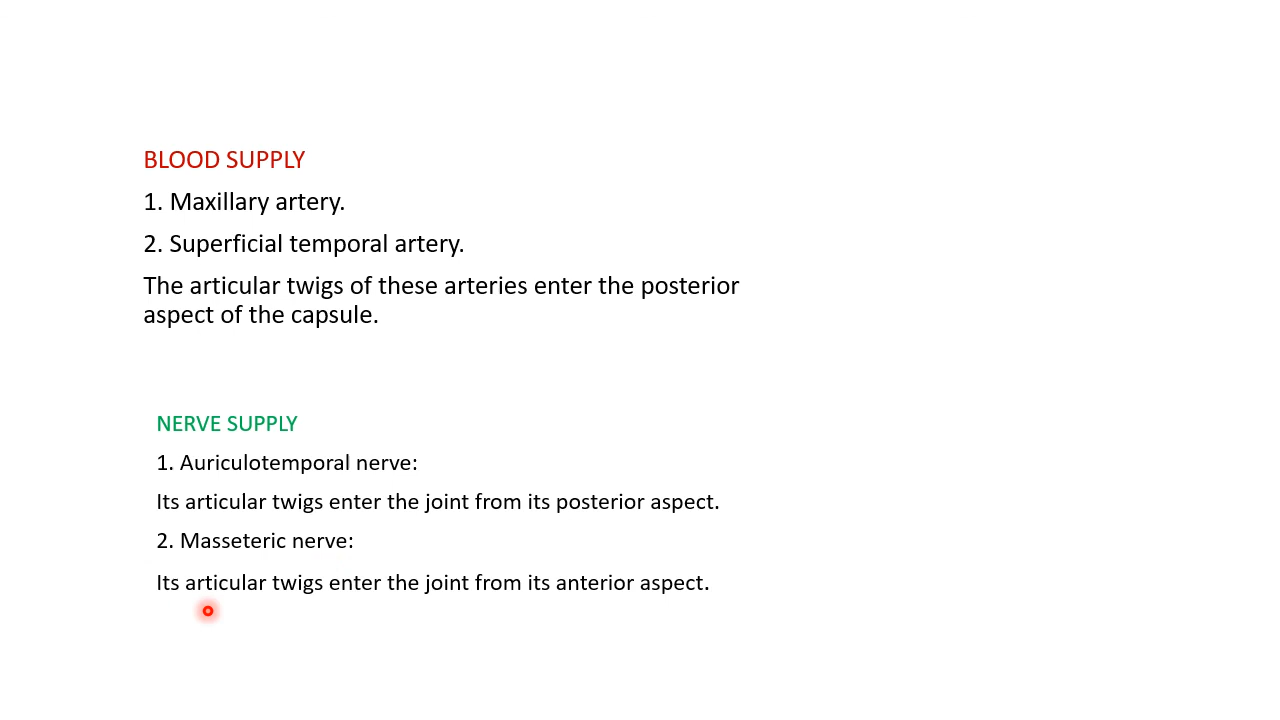 BLOOD SUPPLY
1. Maxillary artery.
2. Superficial temporal artery.
The articular twigs of these arteries enter the posterior
aspect of the capsule.
NERVE SUPPLY
1. Auriculotemporal nerve:
Its articular twigs enter the joint from its posterior aspect.
2. Masseteric nerve:
Its articular twigs enter the joint from its anterior aspect.